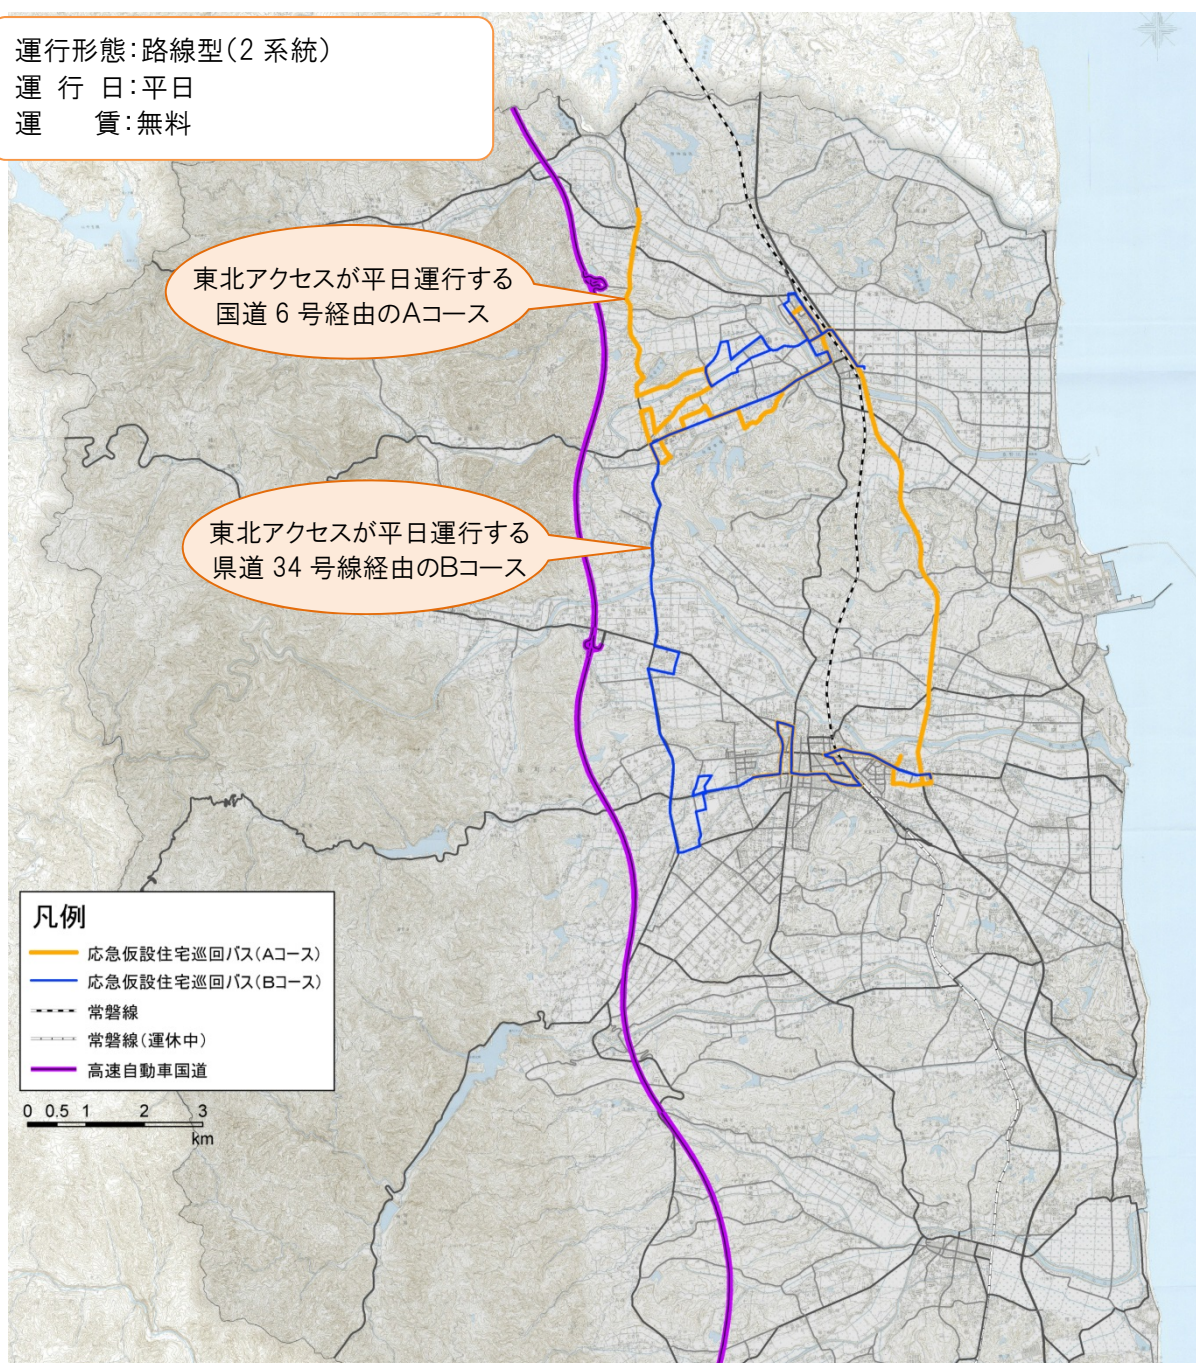 運行形態：路線型（2 系統）
運 行 日：平日
運 賃：無料
東北アクセスが平日運行する
国道 6 号経由のAコース
東北アクセスが平日運行する
県道 34 号線経由のBコース
凡例
応急仮設住宅巡回バス(Aコース)
応急仮設住宅巡回バス(Bコース)
常磐線
常磐線(運休中)
高速自動車国道
0 0.5 1 2 3
km